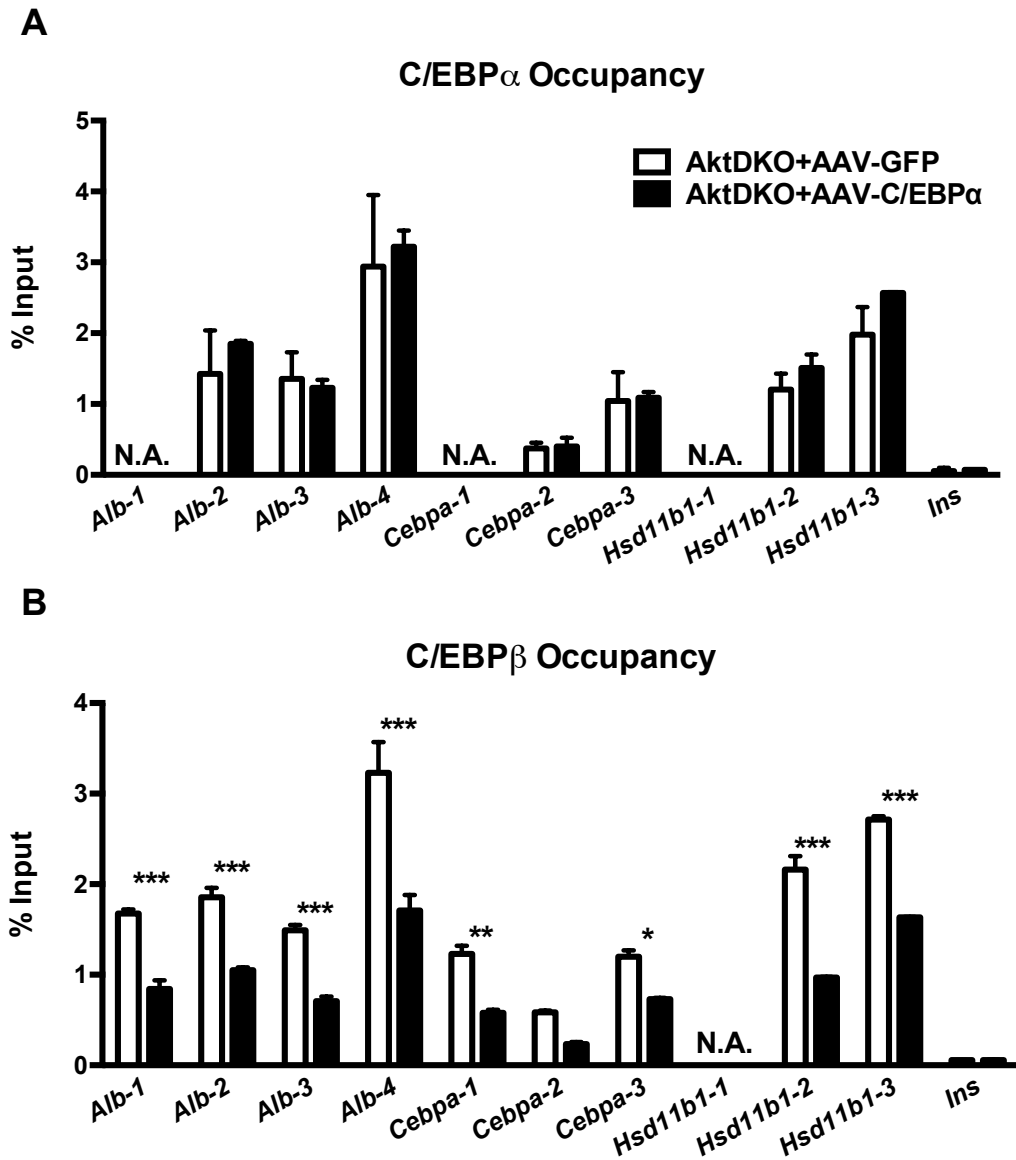 A
C/EBPα Occupancy
5
4
3
2
1
0
% Input
AktDKO+AAV-GFP
AktDKO+AAV-C/EBPα
N.A.
N.A.
N.A.
Alb-1
Alb-2
Alb-3
Alb-4
Cebpa-1
Cebpa-2
Cebpa-3
Hsd11b1-1
Hsd11b1-2
Hsd11b1-3
Ins
B
C/EBPβ Occupancy
4
3
2
1
0
% Input
***
***
***
***
**
*
N.A.
***
***
Alb-1
Alb-2
Alb-3
Alb-4
Cebpa-1
Cebpa-2
Cebpa-3
Hsd11b1-1
Hsd11b1-2
Hsd11b1-3
Ins